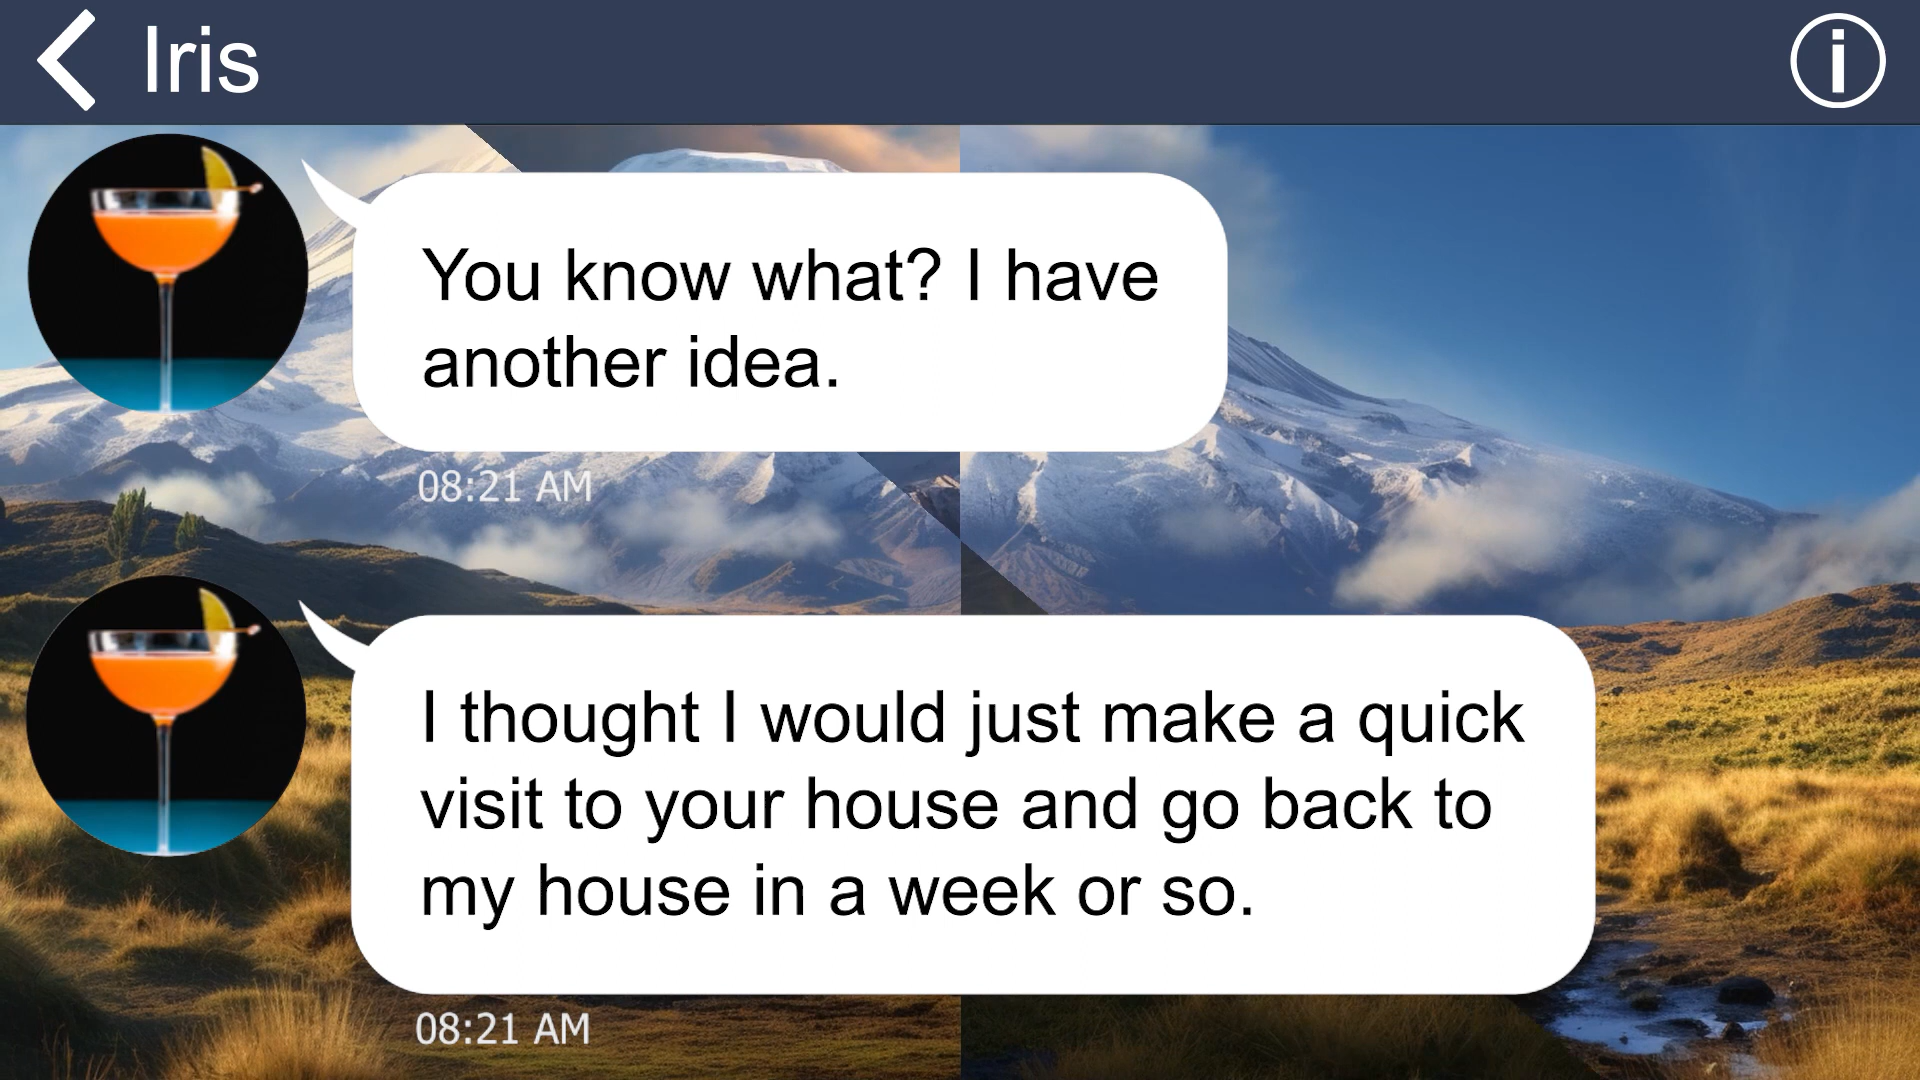 Iris
You know what? I have
another idea.
08:21 AM
I thought I would just make a quick
visit to your house and go back to
my house in a week or so.
08:21 AM